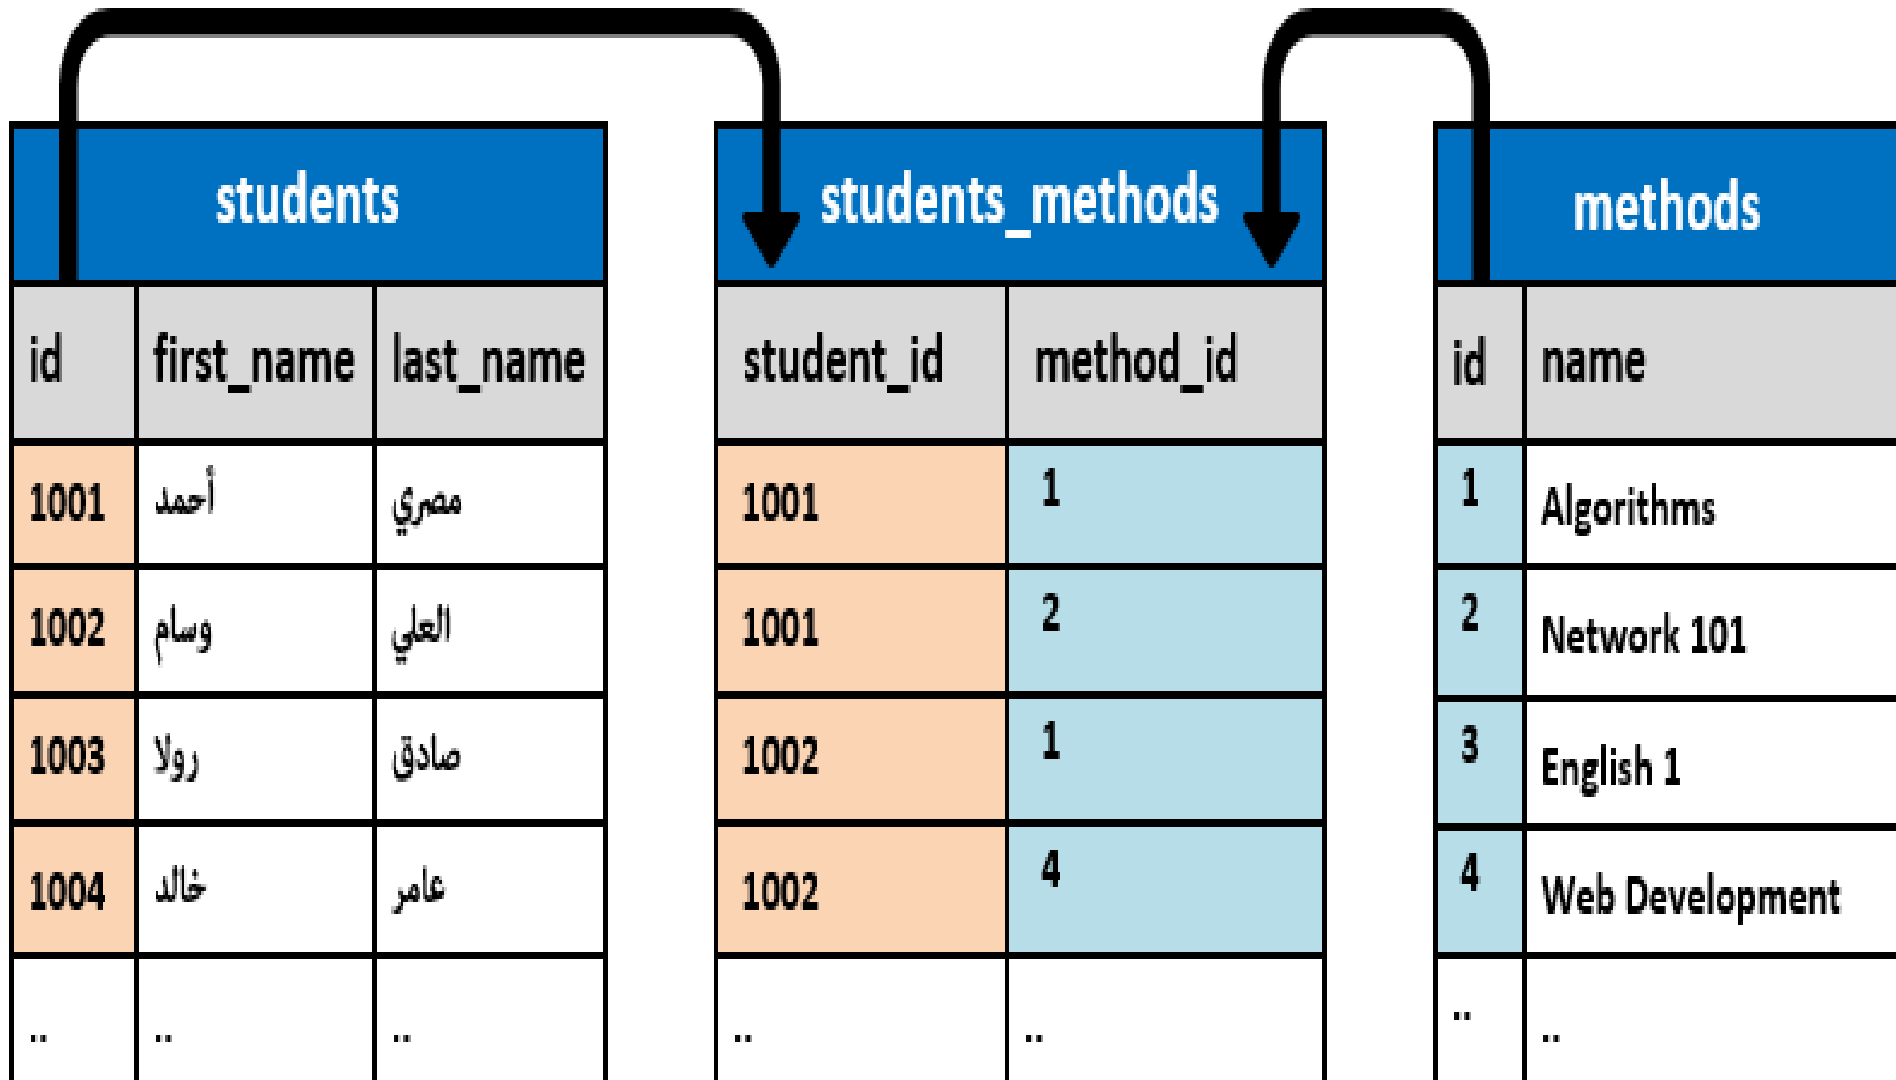 students
id first_name last_name
1001 أحمد مصري
1002 وسام العلي
1003 رولا صادق
1004 خالد عامر
.. .. ..
students_methods
student_id method_id
1001 1
1001 2
1002 1
1002 4
.. ..
methods
id name
1 Algorithms
2 Network 101
3 English 1
4 Web Development
.. ..